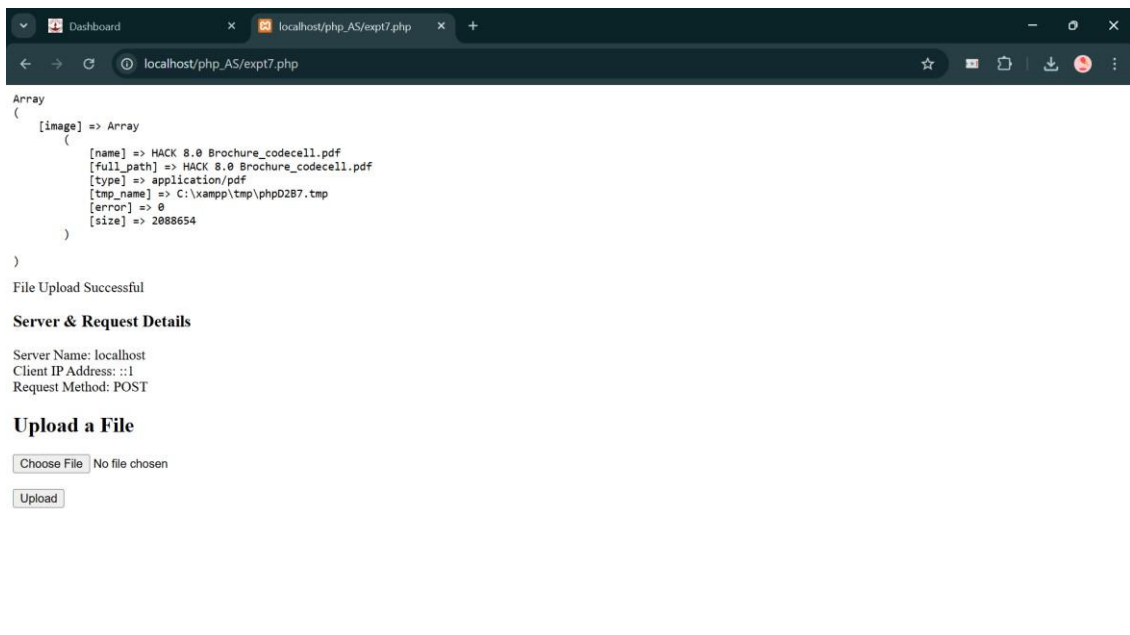 Dashboard
localhost/php_AS/expt7.php
localhost/php_AS/expt7.php
Array
(
    [image] => Array
        (
            [name] => HACK 8.0 Brochure_codecell.pdf
            [full_path] => HACK 8.0 Brochure_codecell.pdf
            [type] => application/pdf
            [tmp_name] => C:\xampp\tmp\phpD2B7.tmp
            [error] => 0
            [size] => 2088654
        )
)
File Upload Successful
Server & Request Details
Server Name: localhost
Client IP Address: ::1
Request Method: POST
Upload a File
Choose File No file chosen
Upload